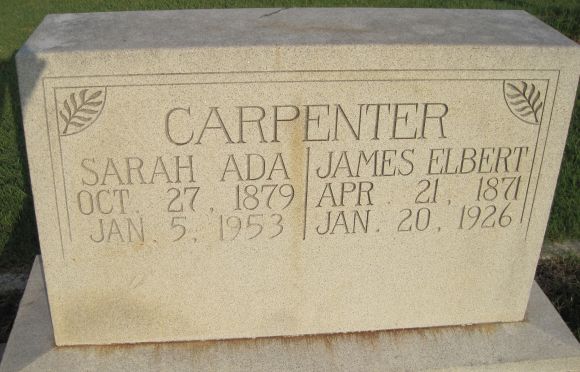 CARPENTER
SARAH ADA
OCT. 27, 1879
JAN. 5, 1953
JAMES ELBERT
APR. 21, 1871
JAN. 20, 1926